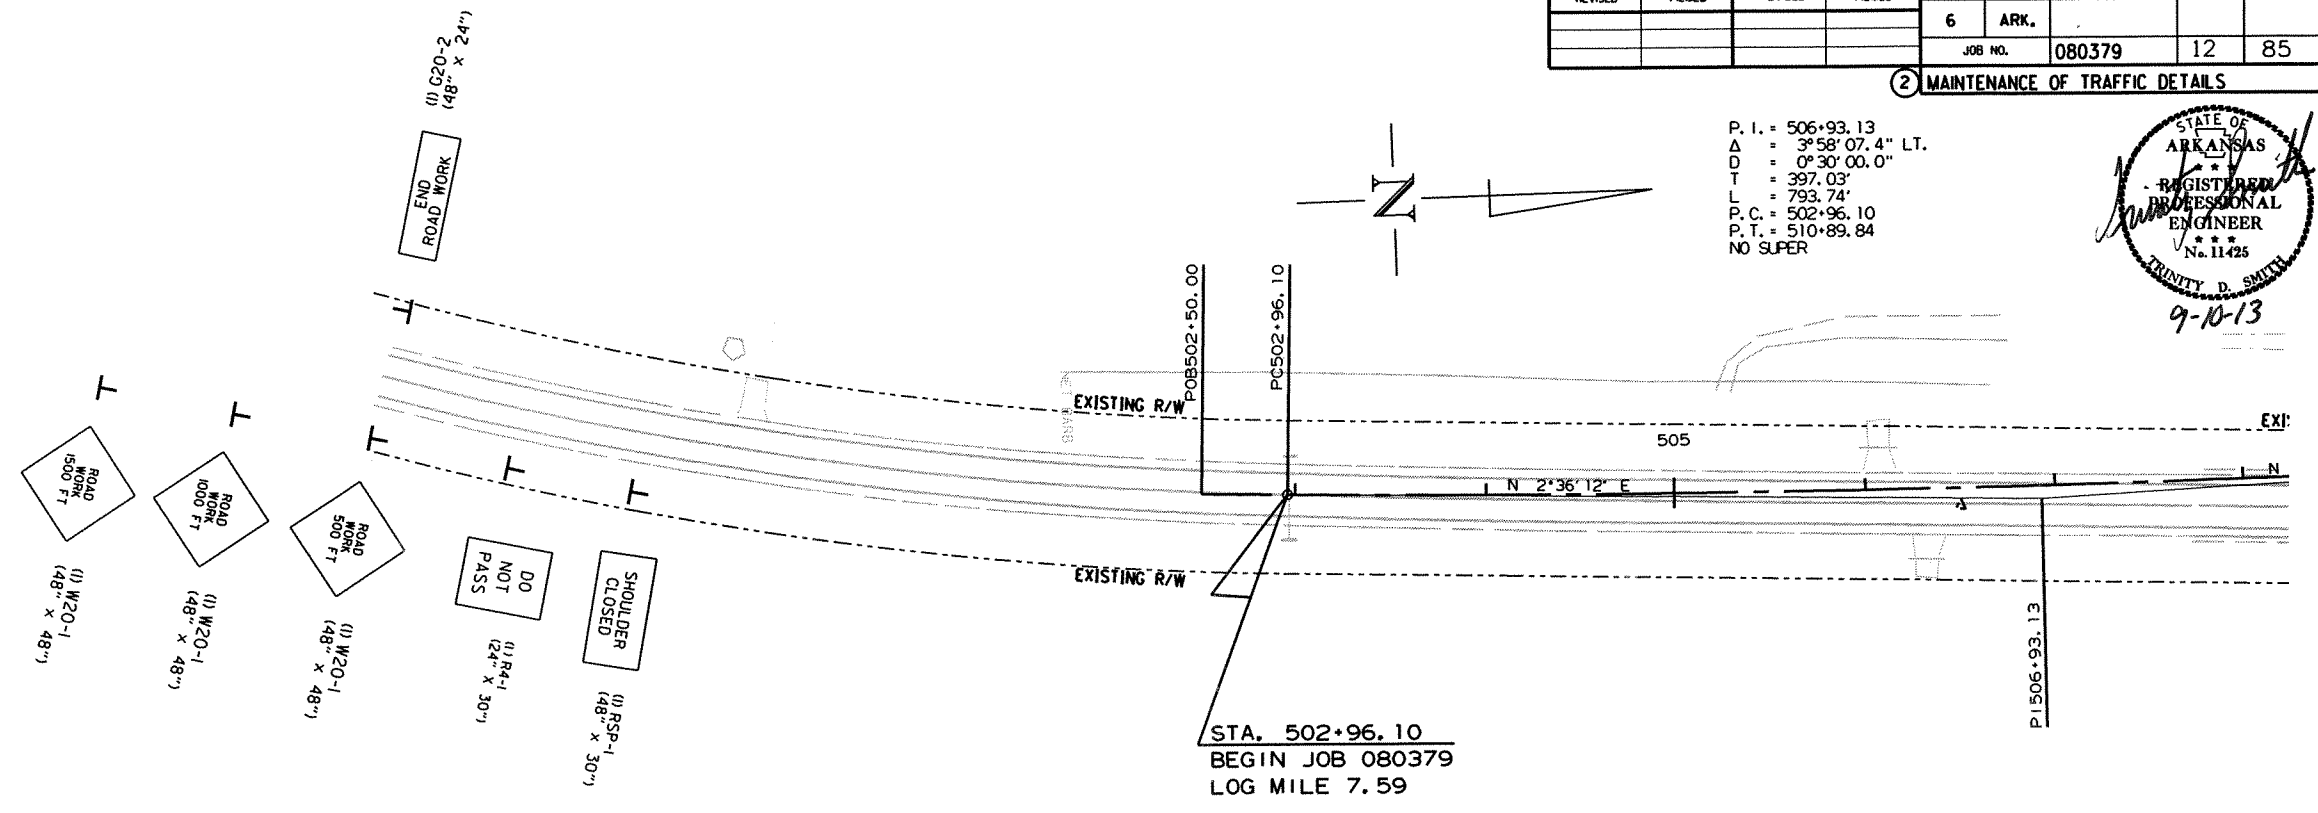 6 ARK.
JOB NO. 080379 12 85
2 MAINTENANCE OF TRAFFIC DETAILS
P.I. = 506+93.13
Δ = 3°58'07.4" LT.
D = 0°30'00.0"
T = 397.03'
L = 793.74'
P.C. = 502+96.10
P.T. = 510+89.84
NO SUPER
STATE OF
ARKANSAS
★ ★ ★
REGISTERED
PROFESSIONAL
ENGINEER
★ ★ ★
No. 11425
TRINITY D. SMITH
9-10-13
(1) G20-2
(48" x 24")
END
ROAD WORK
N
POB502+50.00
PC502+96.10
EXISTING R/W
505
N 2°36'12" E
N
EXISTING R/W
PI506+93.13
ROAD
WORK
1500 FT
(1) W20-1
(48" x 48")
ROAD
WORK
1000 FT
(1) W20-1
(48" x 48")
ROAD
WORK
500 FT
(1) W20-1
(48" x 48")
DO
NOT
PASS
(1) R4-1
(24" x 30")
SHOULDER
CLOSED
(1) RSP-1
(48" x 30")
STA. 502+96.10
BEGIN JOB 080379
LOG MILE 7.59